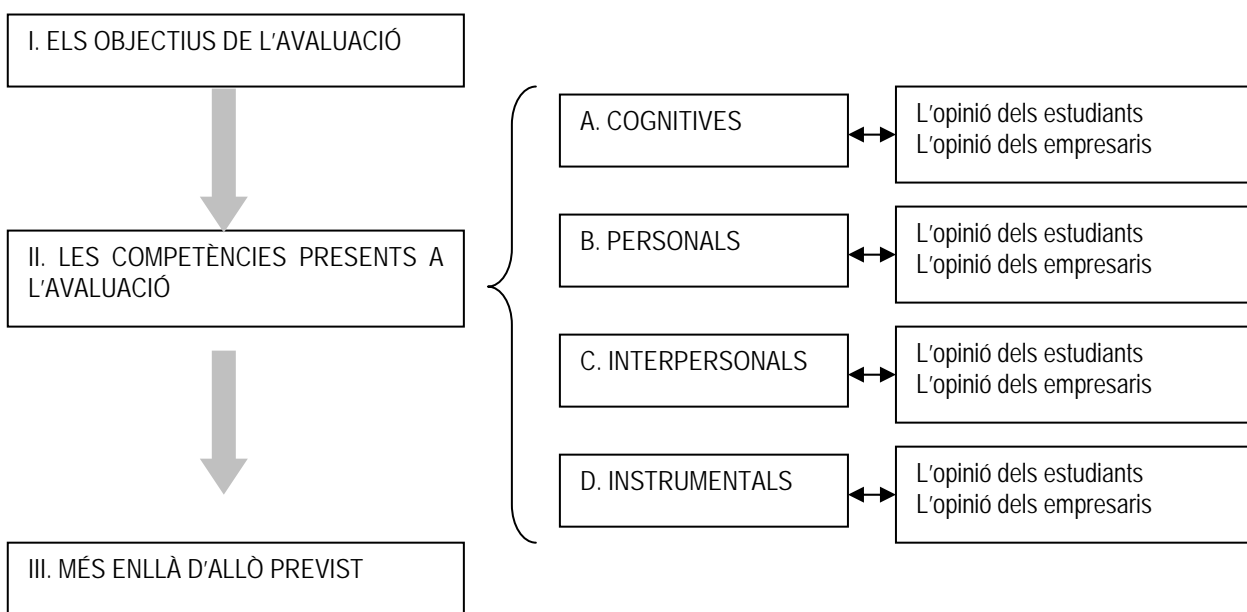 I. ELS OBJECTIUS DE L'AVALUACIÓ
II. LES COMPETÈNCIES PRESENTS A
L'AVALUACIÓ
III. MÉS ENLLÀ D'ALLÒ PREVIST
A. COGNITIVES
L'opinió dels estudiants
L'opinió dels empresaris
B. PERSONALS
L'opinió dels estudiants
L'opinió dels empresaris
C. INTERPERSONALS
L'opinió dels estudiants
L'opinió dels empresaris
D. INSTRUMENTALS
L'opinió dels estudiants
L'opinió dels empresaris